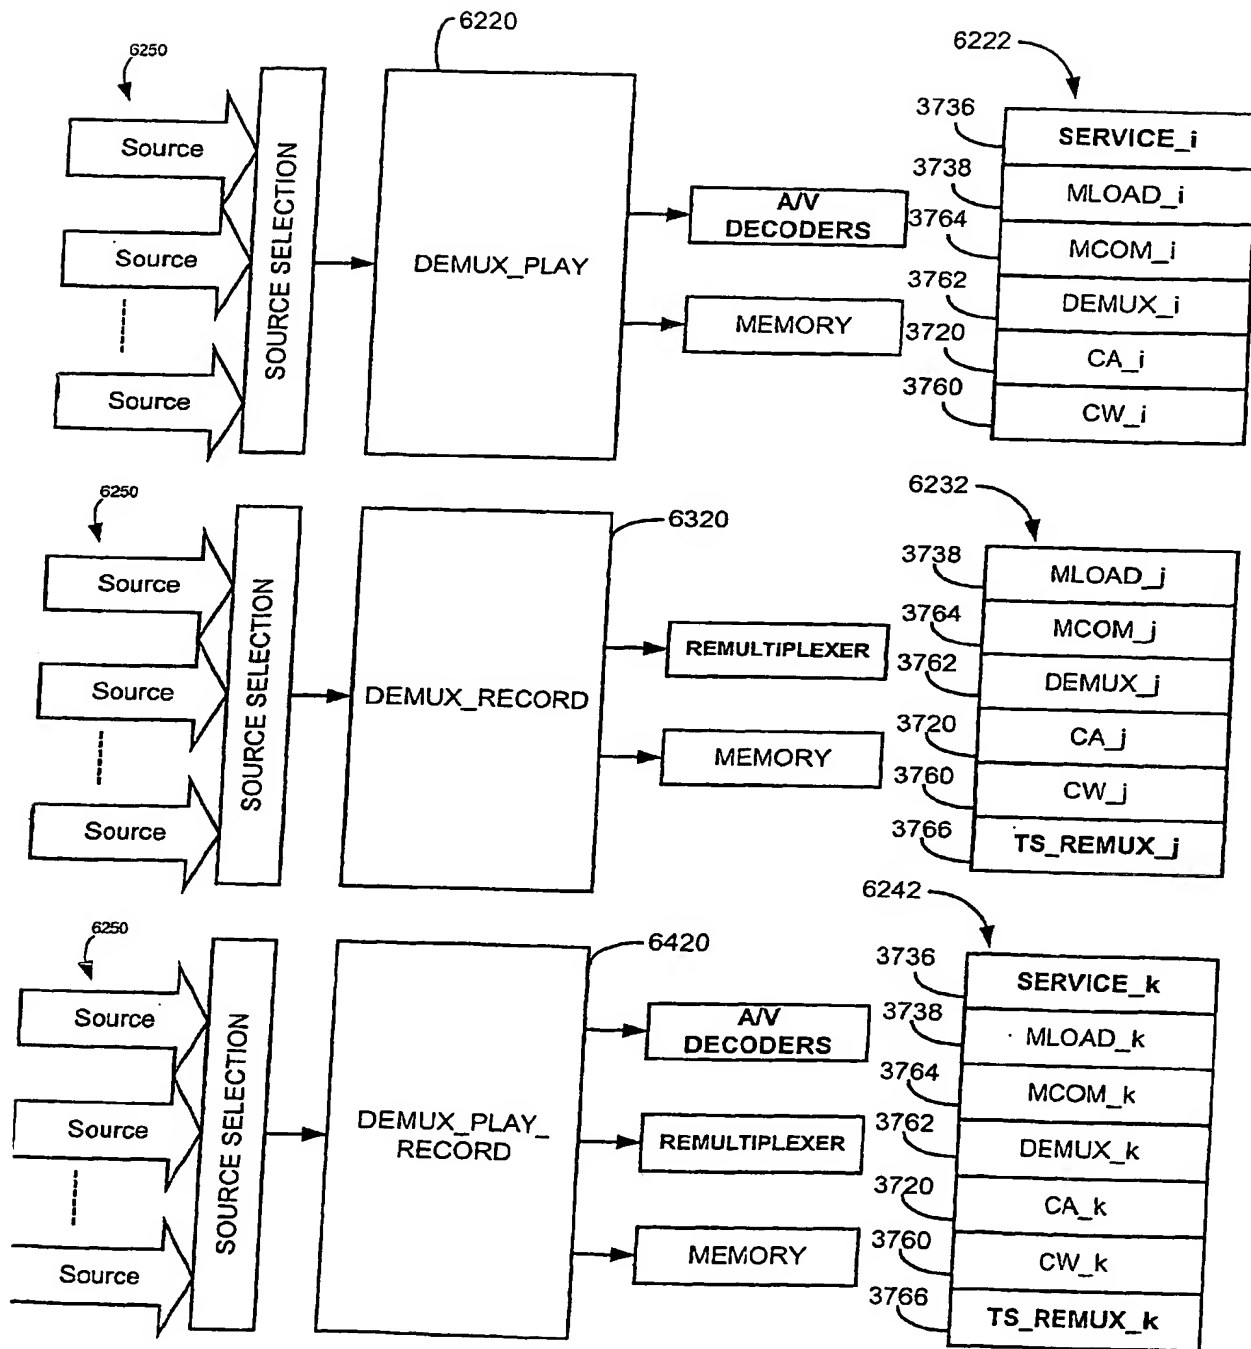 6220
6250
6222
Source
SOURCE SELECTION
DEMUX_PLAY
3736
SERVICE_i
3738
MLOAD_i
A/V
DECODERS
3764
MCOM_i
Source
3762
DEMUX_i
MEMORY
3720
CA_i
Source
3760
CW_i
6250
6320
6232
Source
SOURCE SELECTION
DEMUX_RECORD
3738
MLOAD_j
3764
MCOM_j
REMULTIPLEXER
3762
DEMUX_j
Source
3720
CA_j
MEMORY
3760
CW_j
Source
3766
TS_REMUX_j
6250
6420
6242
Source
SOURCE SELECTION
DEMUX_PLAY_
RECORD
3736
SERVICE_k
A/V
DECODERS
3738
MLOAD_k
3764
MCOM_k
Source
REMULTIPLEXER
3762
DEMUX_k
3720
CA_k
Source
MEMORY
3760
CW_k
3766
TS_REMUX_k